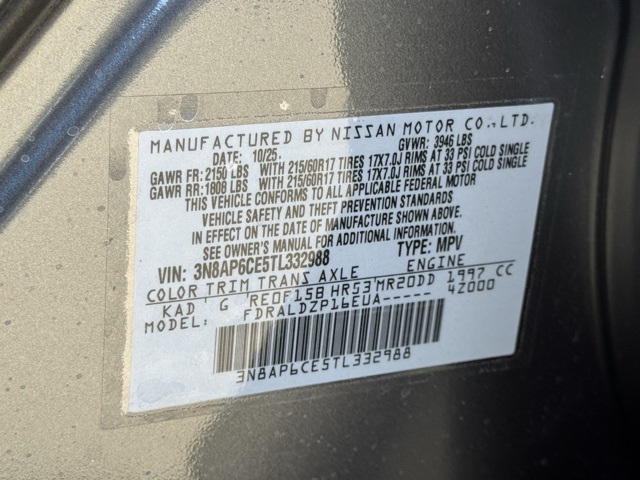 MANUFACTURED BY NISSAN MOTOR CO.,LTD.
DATE: 10/25. GVWR: 3946 LBS
GAWR FR: 2150 LBS WITH 215/60R17 TIRES 17X7.0J RIMS AT 33 PSI COLD SINGLE
GAWR RR: 1808 LBS WITH 215/60R17 TIRES 17X7.0J RIMS AT 33 PSI COLD SINGLE
THIS VEHICLE CONFORMS TO ALL APPLICABLE FEDERAL MOTOR
VEHICLE SAFETY AND THEFT PREVENTION STANDARDS
IN EFFECT ON THE DATE OF MANUFACTURE SHOWN ABOVE.
SEE OWNER'S MANUAL FOR ADDITIONAL INFORMATION.
VIN: 3N8AP6CE5TL332988 TYPE: MPV
COLOR TRIM TRANS AXLE ENGINE
KAD G RE0F15B HR53 MR20DD 1997 CC
MODEL: FDRALDZP16EUA----- 4Z000
3N8AP6CE5TL332988